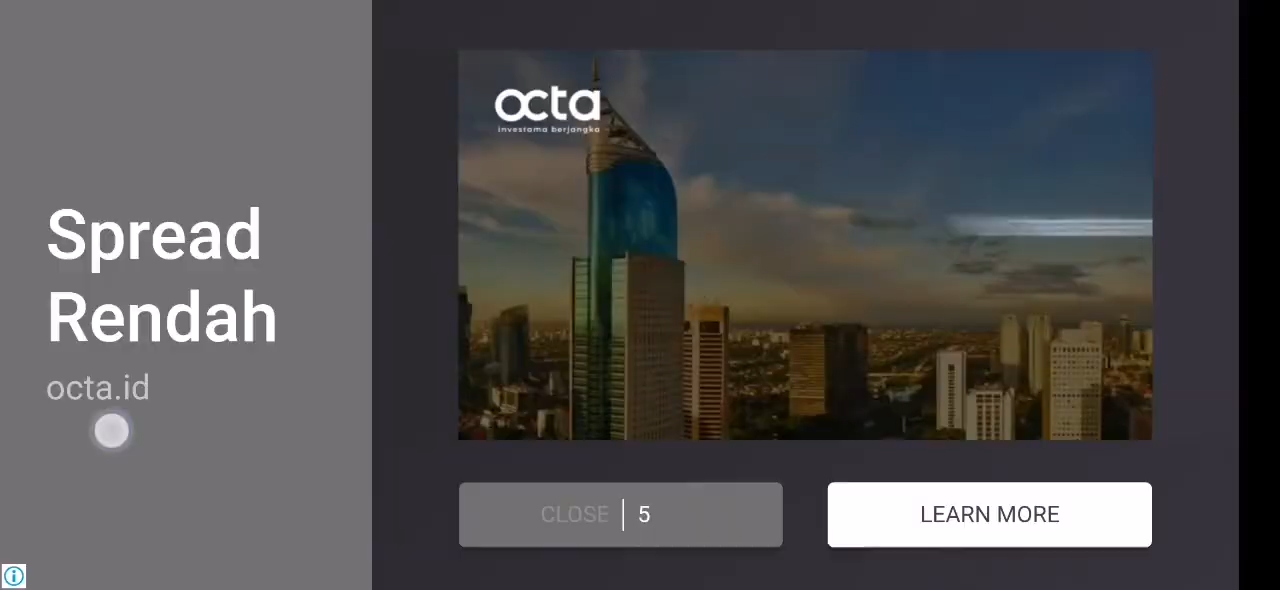 Spread
Rendah
octa.id
octa
investama berjangka
CLOSE | 5
LEARN MORE